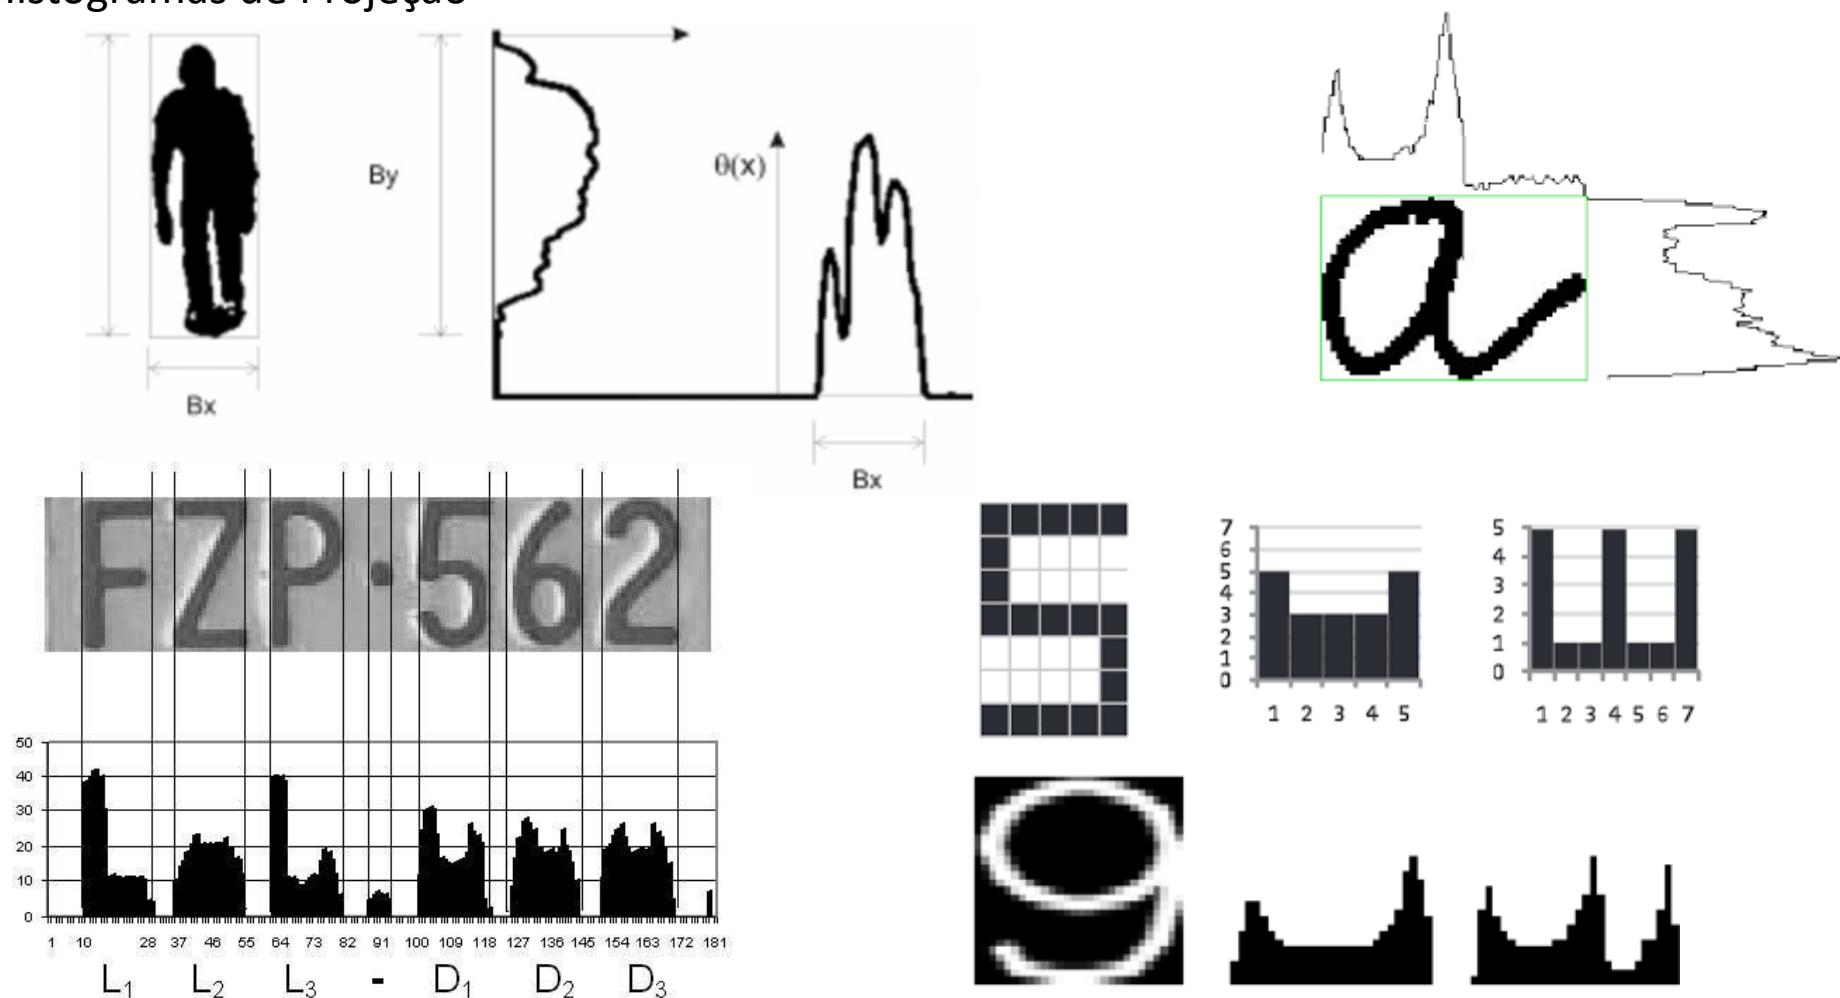 Histogramas de Projeção
By
Bx
θ(x)
Bx
FZP·562
50
40
30
20
10
0
1 10 28 37 46 55 64 73 82 91 100 109 118 127 136 145 154 163 172 181
L₁ L₂ L₃ - D₁ D₂ D₃
a
7
6
5
4
3
2
1
0
1 2 3 4 5
5
4
3
2
1
0
1 2 3 4 5 6 7
9